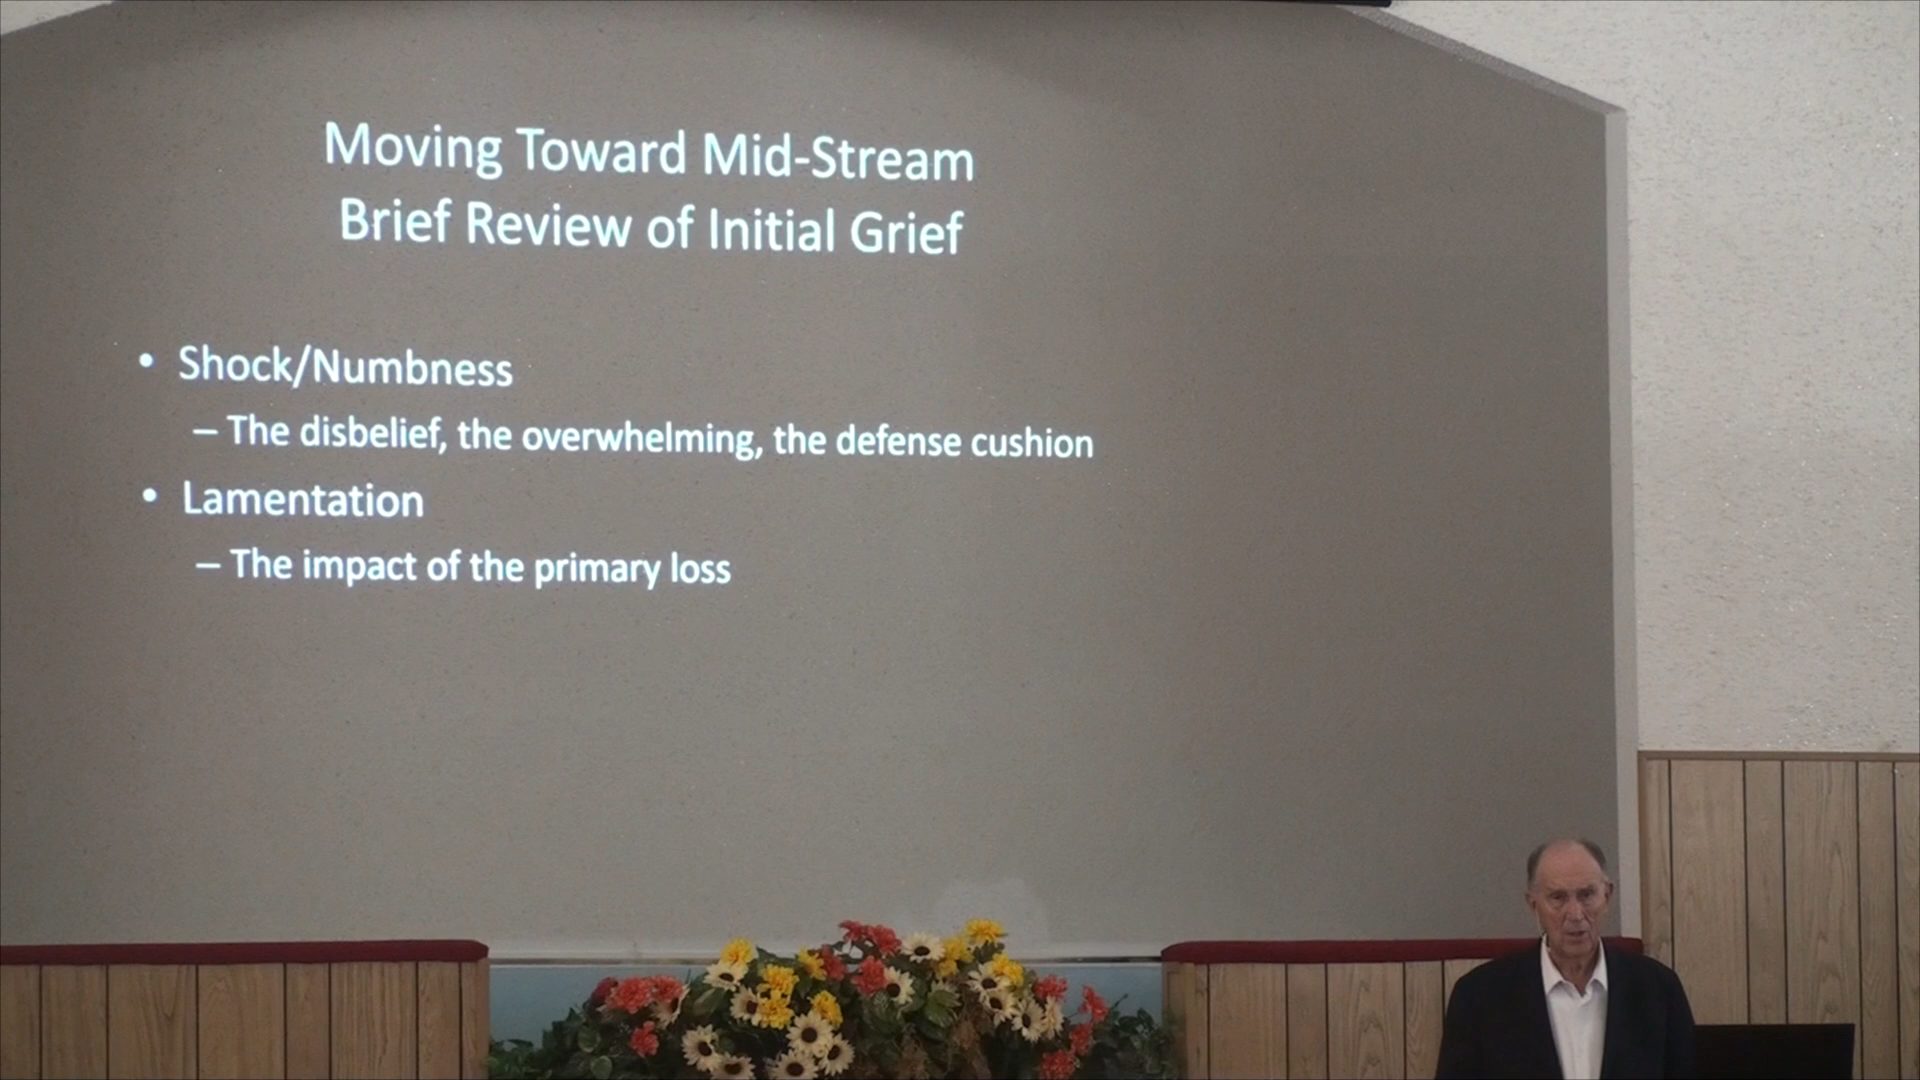 Moving Toward Mid-Stream
Brief Review of Initial Grief
• Shock/Numbness
– The disbelief, the overwhelming, the defense cushion
• Lamentation
– The impact of the primary loss